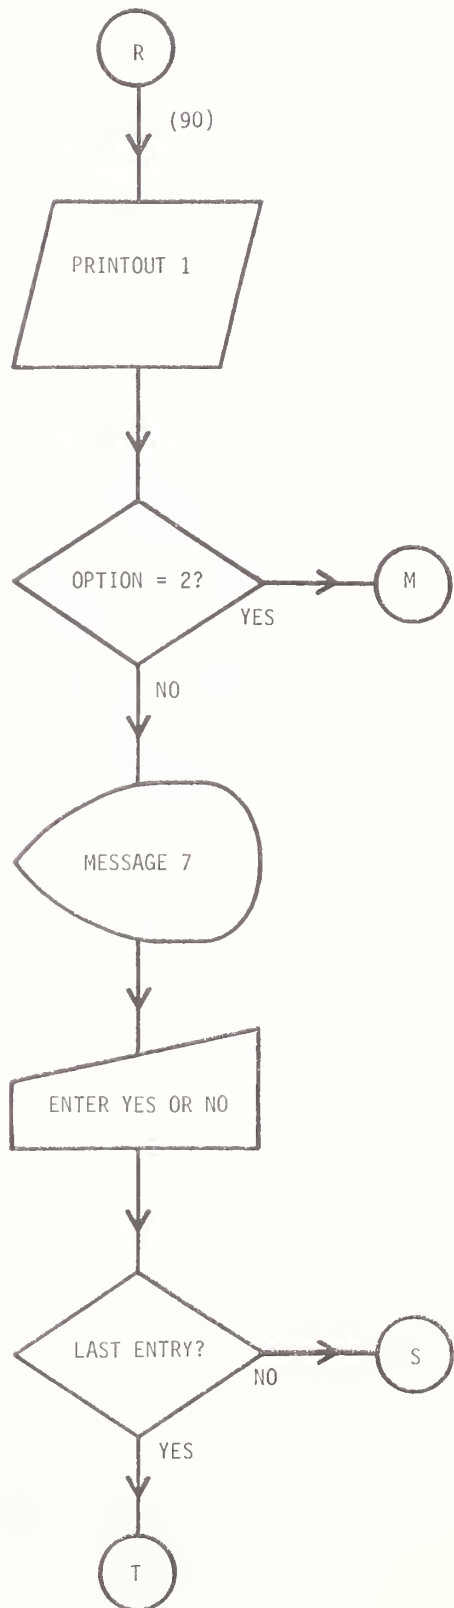 R
(90)
PRINTOUT 1
OPTION = 2?
YES
M
NO
MESSAGE 7
ENTER YES OR NO
LAST ENTRY?
NO
S
YES
T